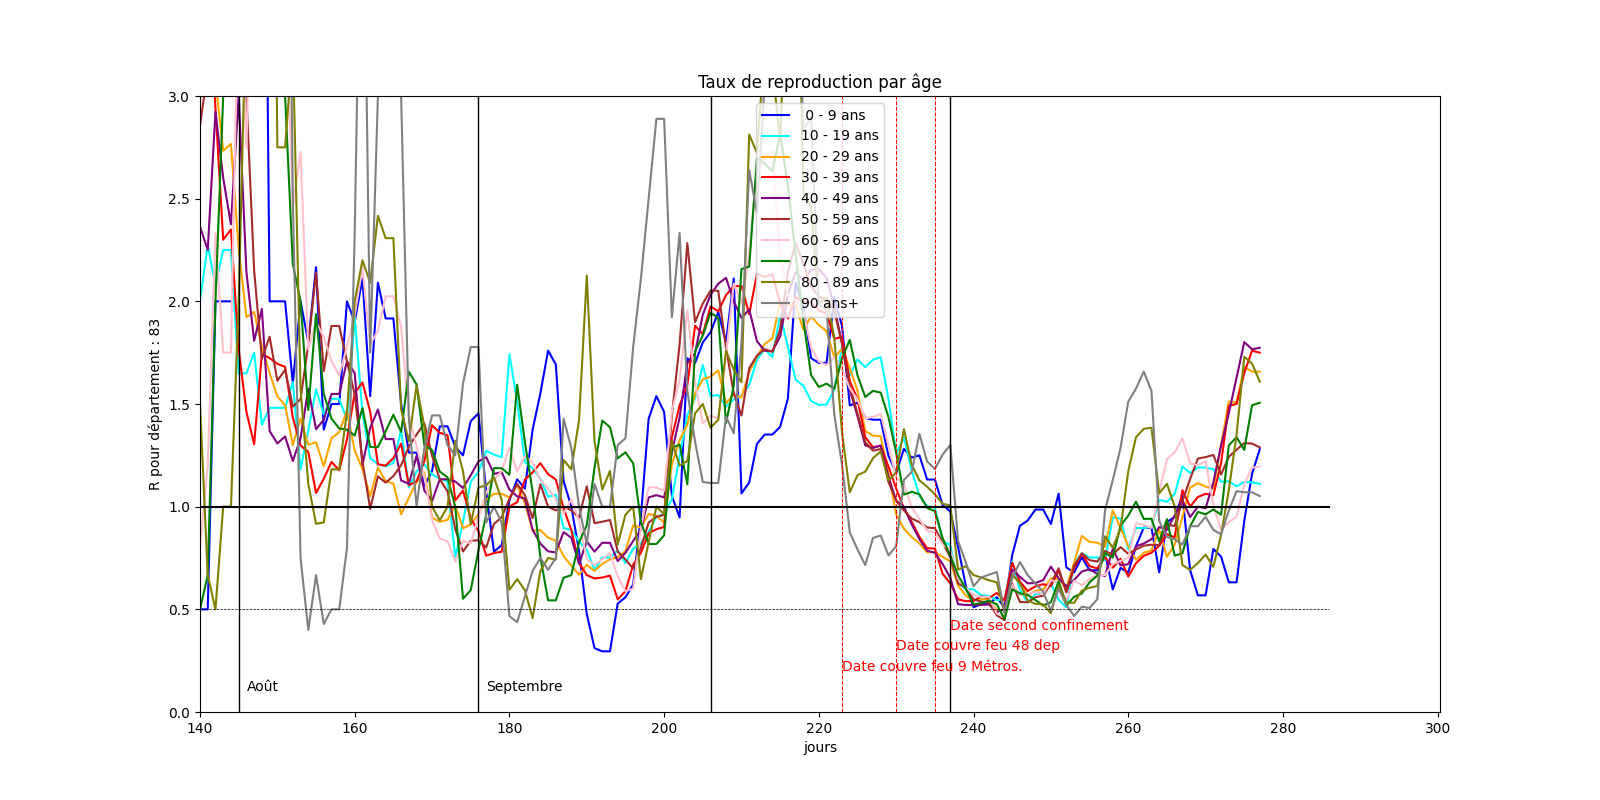 Taux de reproduction par âge
R pour département : 83
3.0
2.5
2.0
1.5
1.0
0.5
0.0
0 - 9 ans
10 - 19 ans
20 - 29 ans
30 - 39 ans
40 - 49 ans
50 - 59 ans
60 - 69 ans
70 - 79 ans
80 - 89 ans
90 ans+
Date second confinement
Date couvre feu 48 dep
Date couvre feu 9 Métros.
Août
Septembre
140 160 180 200 220 240 260 280 300
jours